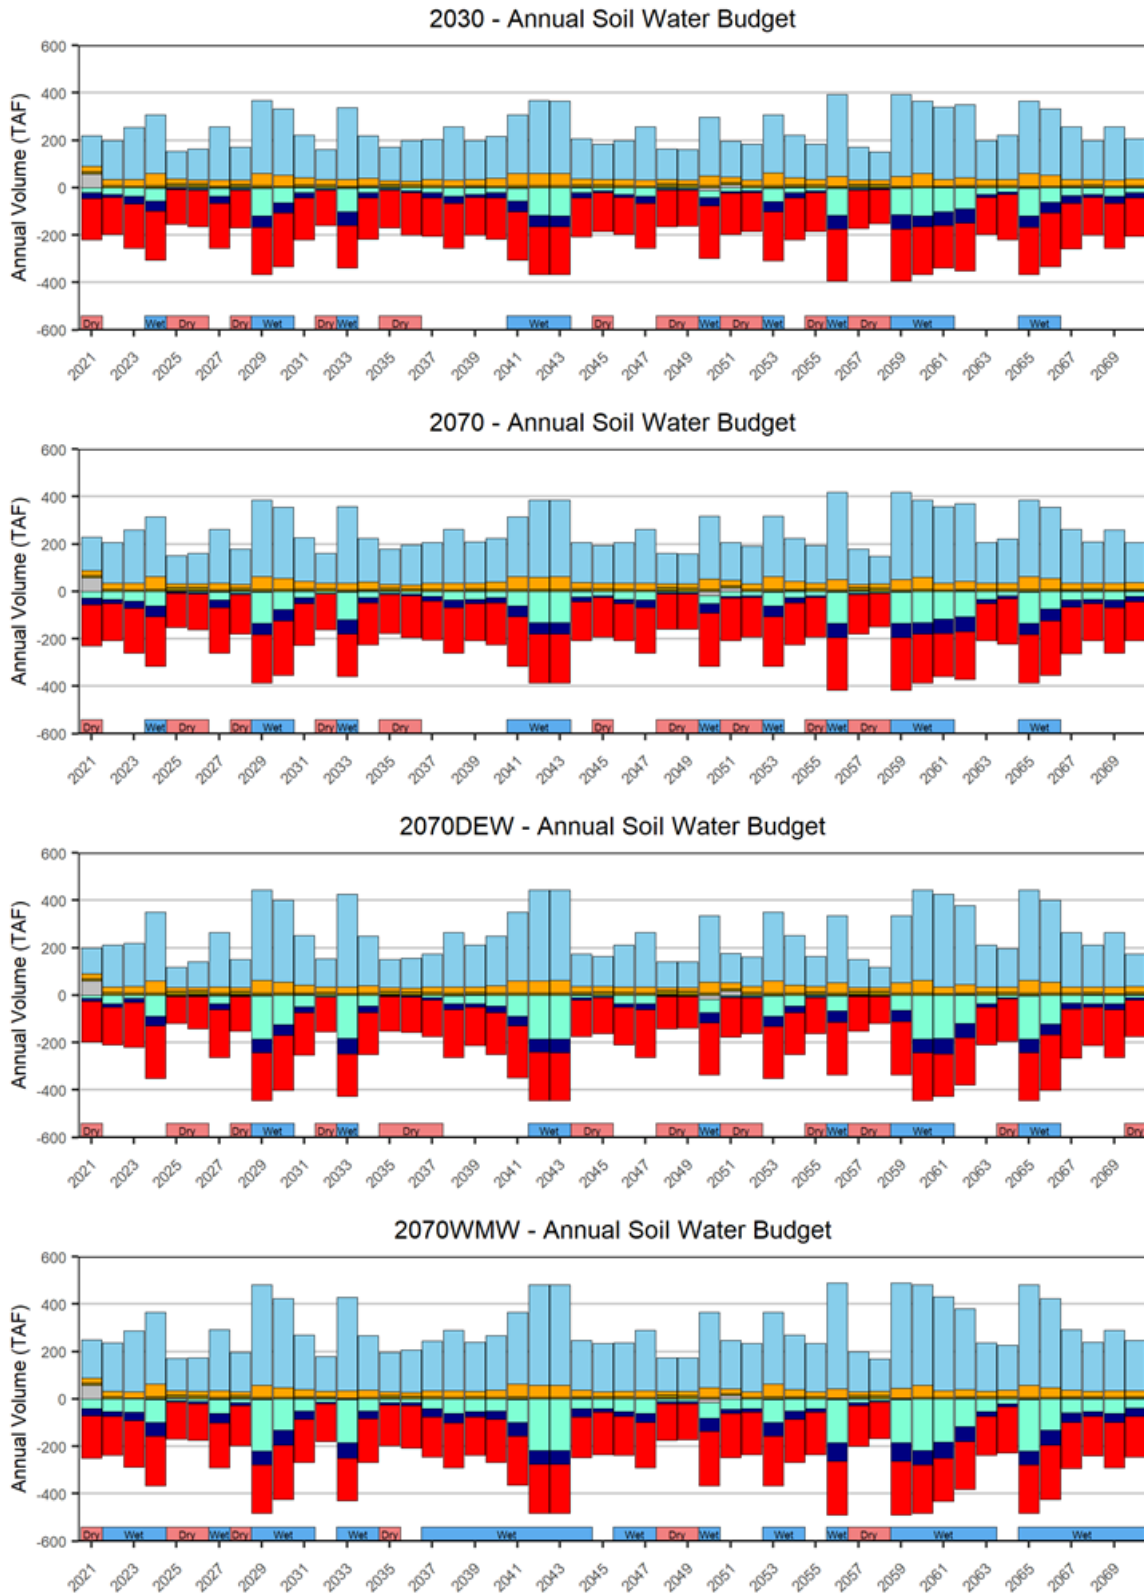 2030 - Annual Soil Water Budget
Annual Volume (TAF)
600
400
200
0
-200
-400
-600
Dry Wet Dry Dry Wet Dry Wet Dry Wet Dry Dry Wet Dry Wet Dry Wet Dry Wet Wet
2021 2023 2025 2027 2029 2031 2033 2035 2037 2039 2041 2043 2045 2047 2049 2051 2053 2055 2057 2059 2061 2063 2065 2067 2069
2070 - Annual Soil Water Budget
Annual Volume (TAF)
600
400
200
0
-200
-400
-600
Dry Wet Dry Dry Wet Dry Wet Dry Wet Dry Dry Wet Dry Wet Dry Wet Dry Wet Wet
2021 2023 2025 2027 2029 2031 2033 2035 2037 2039 2041 2043 2045 2047 2049 2051 2053 2055 2057 2059 2061 2063 2065 2067 2069
2070DEW - Annual Soil Water Budget
Annual Volume (TAF)
600
400
200
0
-200
-400
-600
Dry Dry Dry Wet Dry Wet Dry Wet Dry Dry Wet Dry Dry Wet Dry Wet Dry Wet Dry
2021 2023 2025 2027 2029 2031 2033 2035 2037 2039 2041 2043 2045 2047 2049 2051 2053 2055 2057 2059 2061 2063 2065 2067 2069
2070WMW - Annual Soil Water Budget
Annual Volume (TAF)
600
400
200
0
-200
-400
-600
Dry Wet Dry Wet Dry Wet Wet Dry Wet Wet Dry Wet Wet Wet Dry Wet Wet
2021 2023 2025 2027 2029 2031 2033 2035 2037 2039 2041 2043 2045 2047 2049 2051 2053 2055 2057 2059 2061 2063 2065 2067 2069